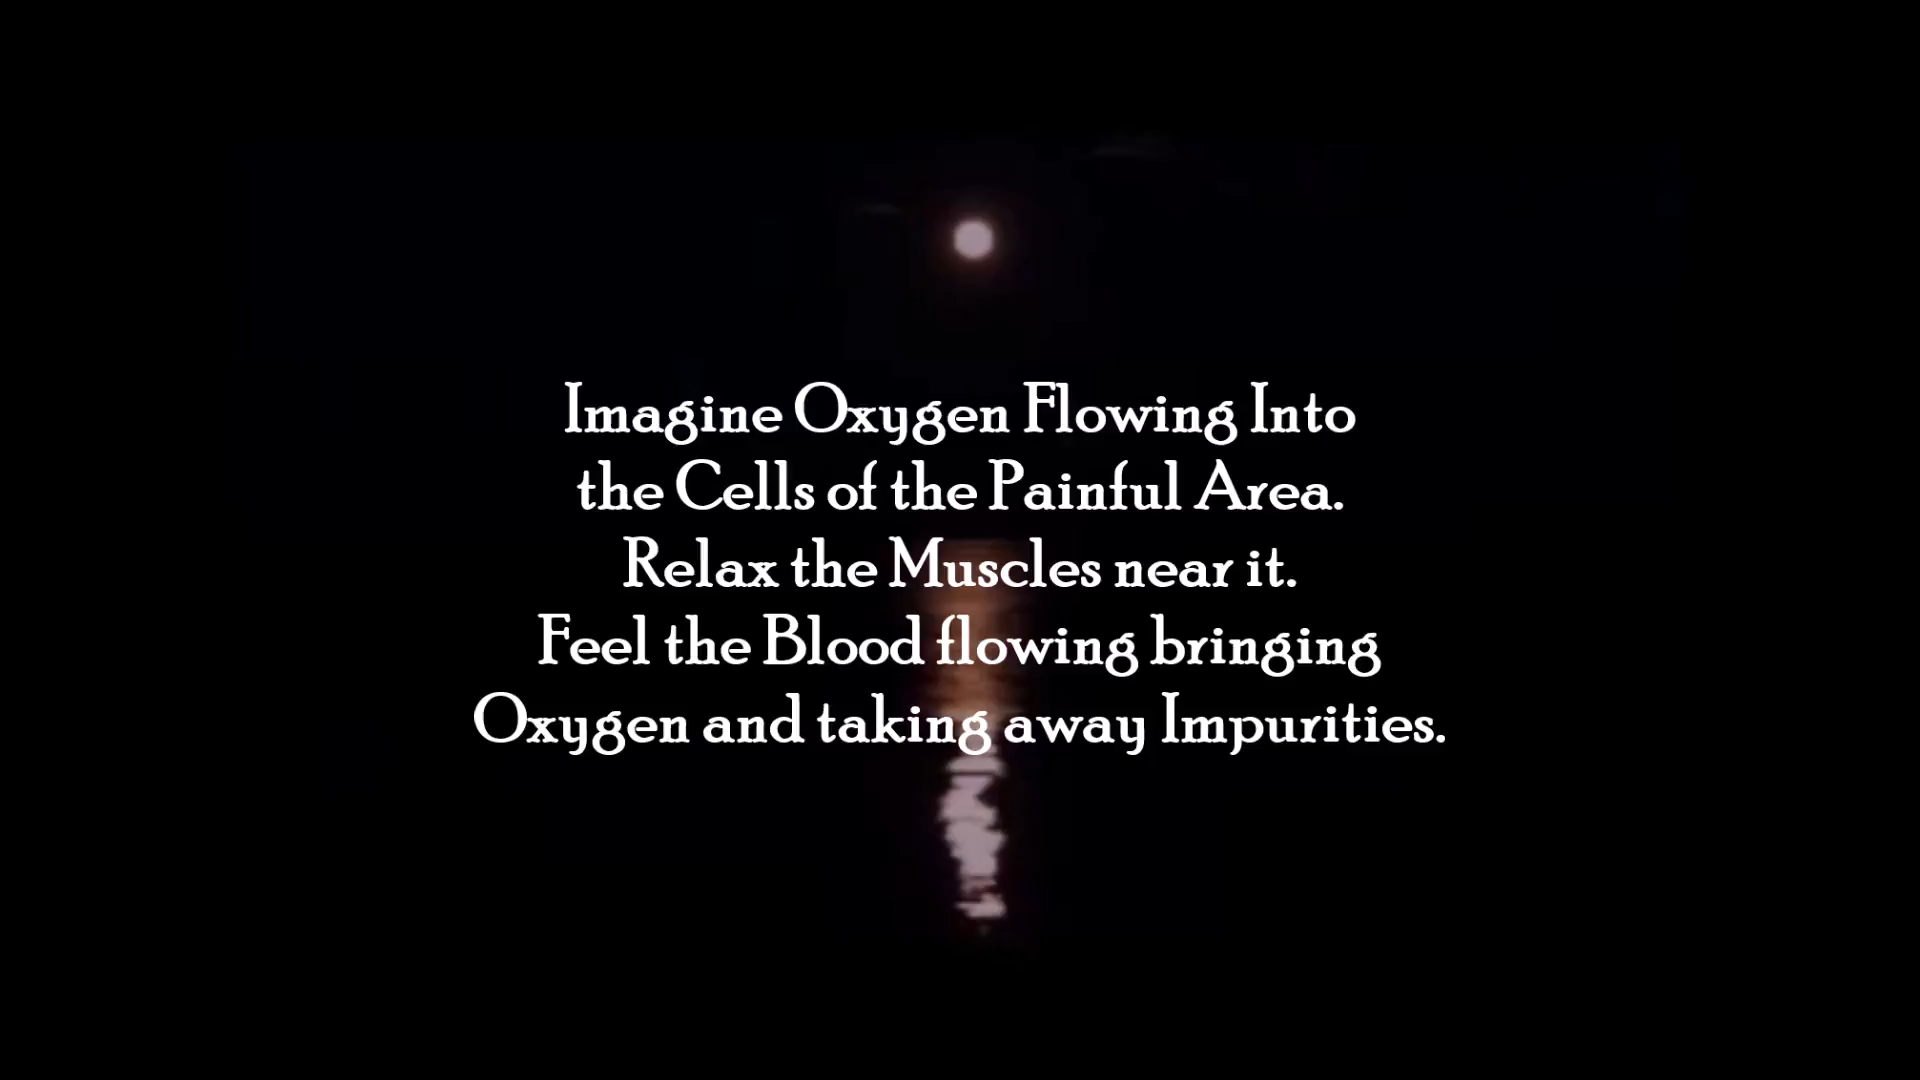 Imagine Oxygen Flowing Into
the Cells of the Painful Area.
Relax the Muscles near it.
Feel the Blood flowing bringing
Oxygen and taking away Impurities.